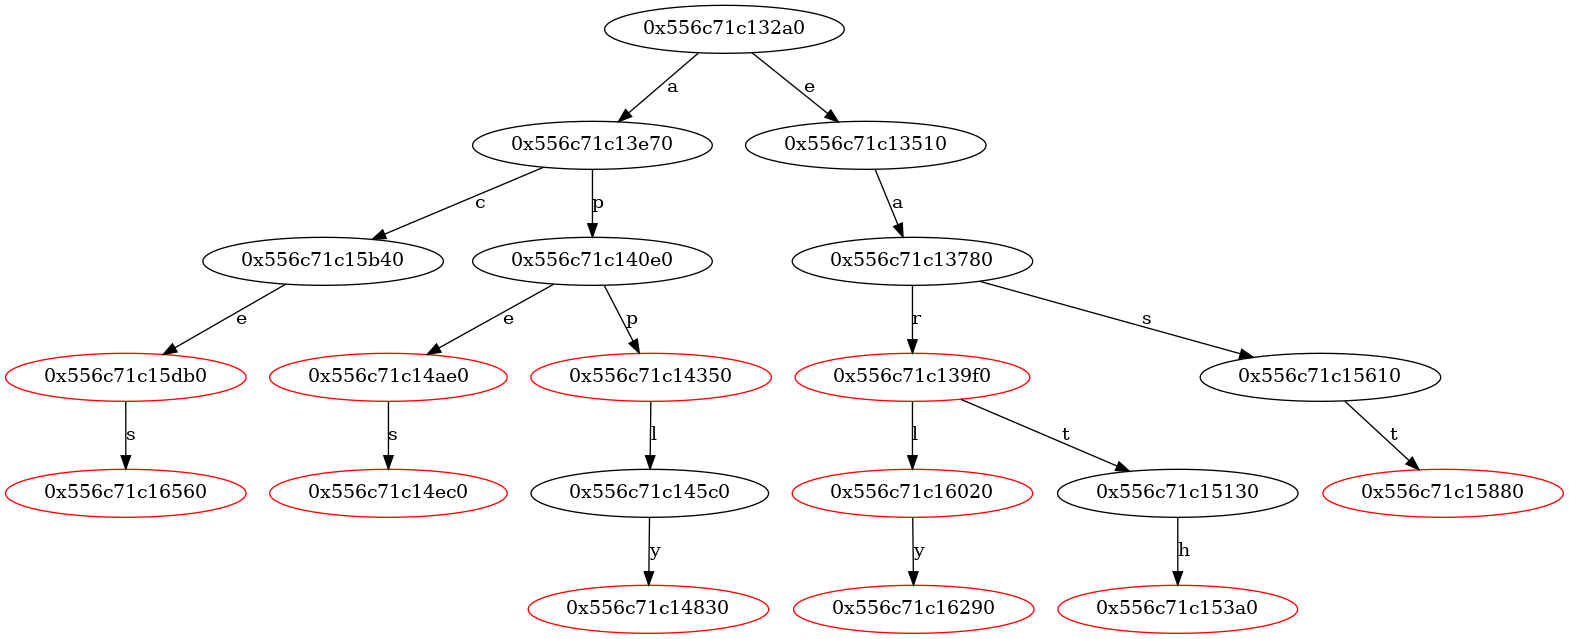 0x556c71c132a0
a e
0x556c71c13e70 0x556c71c13510
c p a
0x556c71c15b40 0x556c71c140e0 0x556c71c13780
e e p r s
0x556c71c15db0 0x556c71c14ae0 0x556c71c14350 0x556c71c139f0 0x556c71c15610
s s l l t t
0x556c71c16560 0x556c71c14ec0 0x556c71c145c0 0x556c71c16020 0x556c71c15130 0x556c71c15880
y y h
0x556c71c14830 0x556c71c16290 0x556c71c153a0